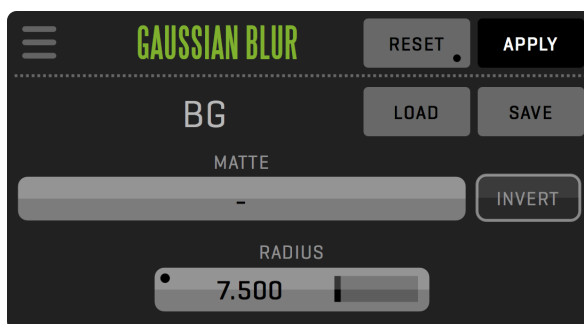 GAUSSIAN BLUR RESET APPLY
BG LOAD SAVE
MATTE
- INVERT
RADIUS
7.500